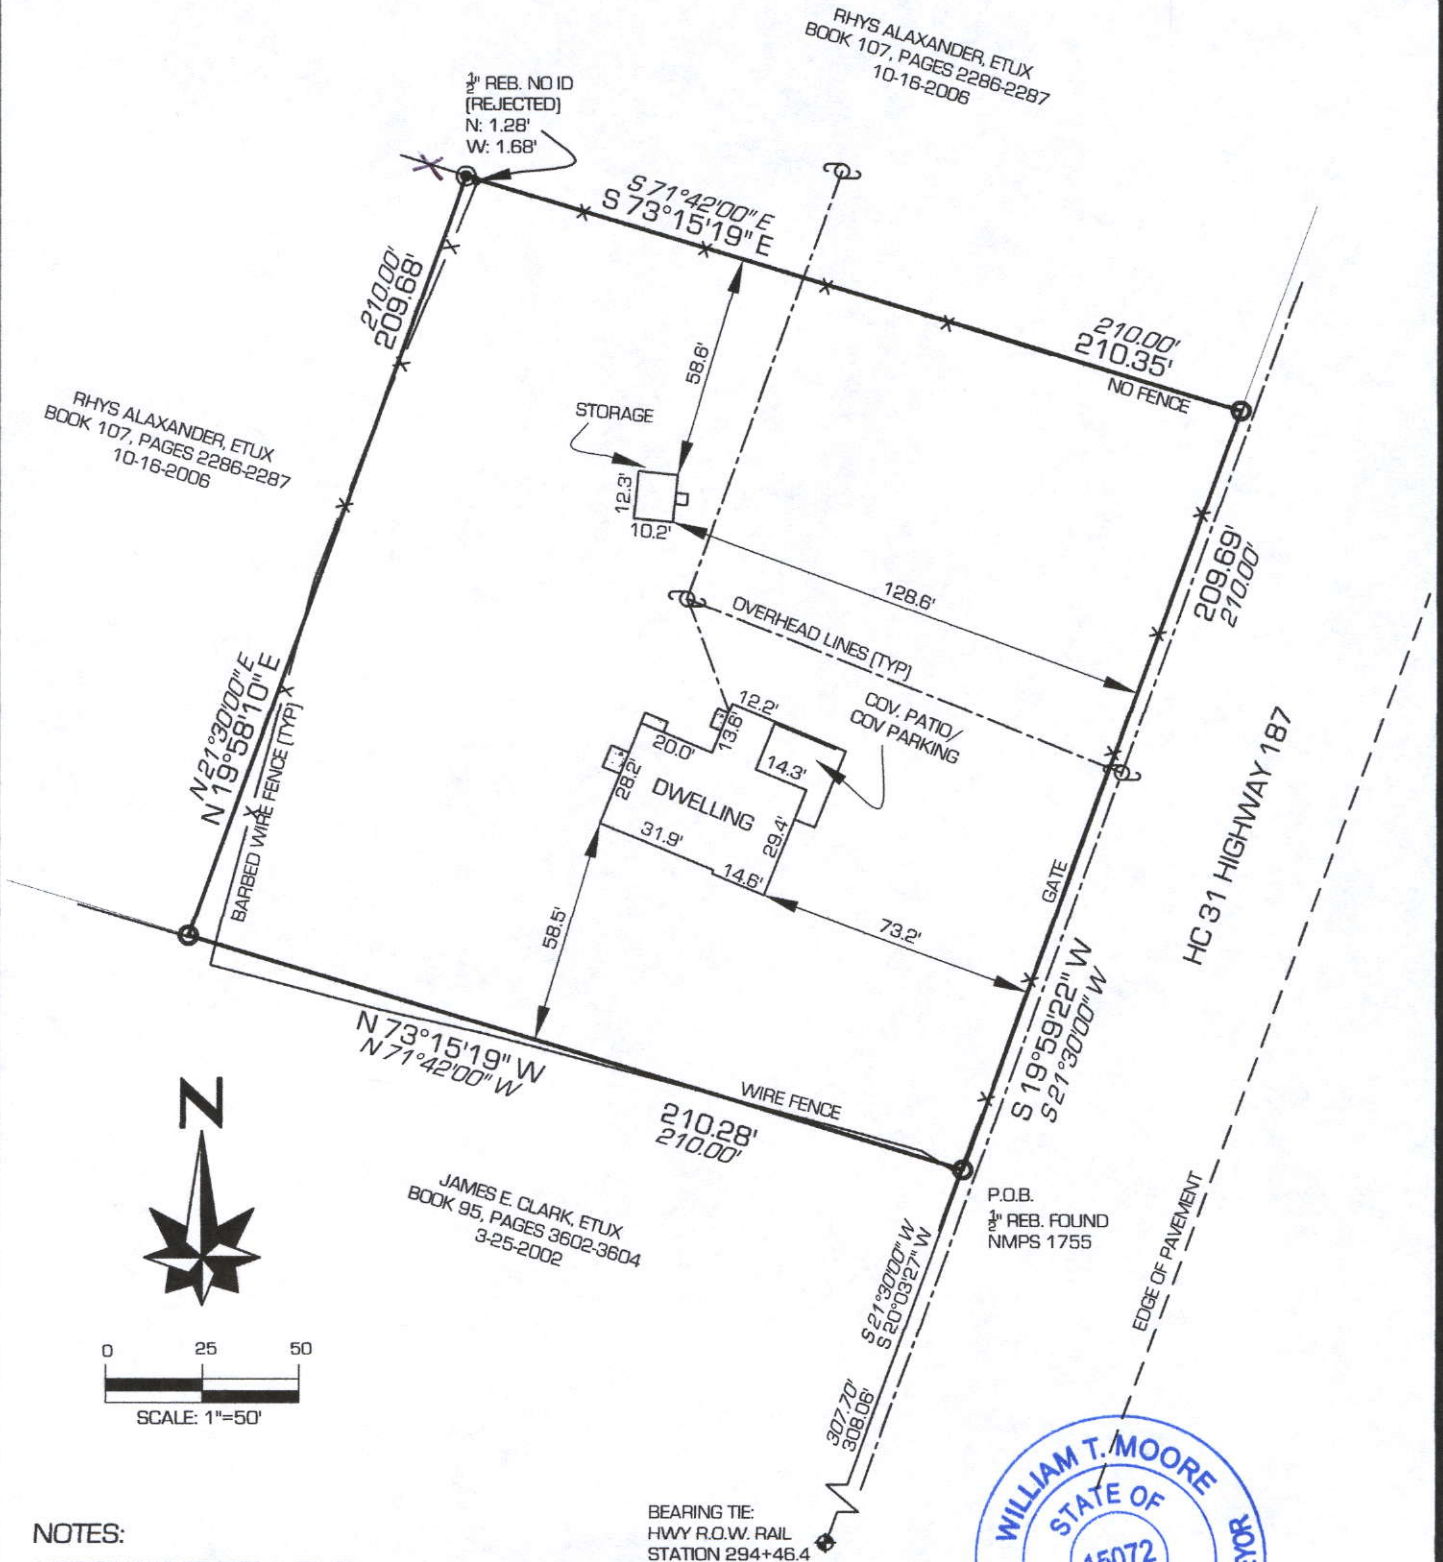 RHYS ALAXANDER, ETUX
BOOK 107, PAGES 2286-2287
10-16-2006
½" REB. NO ID
(REJECTED)
N: 1.28'
W: 1.68'
S 71°42'00" E
S 73°15'19" E
210.00'
209.68'
210.00'
210.35'
NO FENCE
58.6'
STORAGE
12.3'
10.2'
RHYS ALAXANDER, ETUX
BOOK 107, PAGES 2286-2287
10-16-2006
128.6'
209.69'
210.00'
OVERHEAD LINES (TYP)
12.2'
13.6'
20.0'
COV. PATIO/
COV PARKING
14.3'
28.2'
DWELLING
29.4'
31.9'
14.6'
N 21°30'00" E
N 19°58'10" E
BARBED WIRE FENCE (TYP)
HC 31 HIGHWAY 187
GATE
58.5'
73.2'
S 19°59'22" W
S 21°30'00" W
N 73°15'19" W
N 71°42'00" W
WIRE FENCE
210.28'
210.00'
N
JAMES E. CLARK, ETUX
BOOK 95, PAGES 3602-3604
3-25-2002
P.O.B.
½" REB. FOUND
NMPS 1755
EDGE OF PAVEMENT
S 21°30'00" W
S 20°03'27" W
307.70'
308.06'
0 25 50
SCALE: 1"=50'
WILLIAM T. MOORE
STATE OF
15072
NOTES:
BEARING TIE:
HWY R.O.W. RAIL
STATION 294+46.4